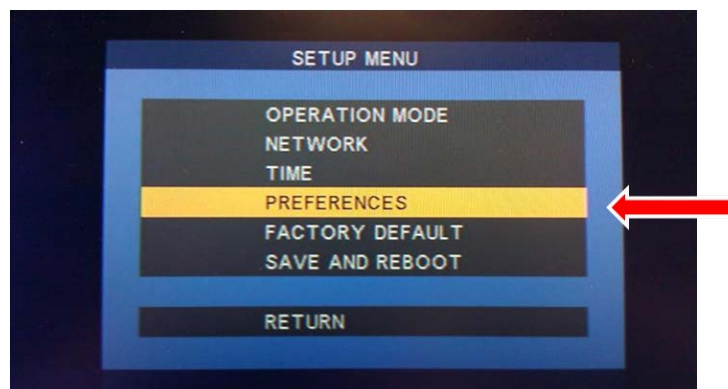 SETUP MENU
OPERATION MODE
NETWORK
TIME
PREFERENCES
FACTORY DEFAULT
SAVE AND REBOOT
RETURN